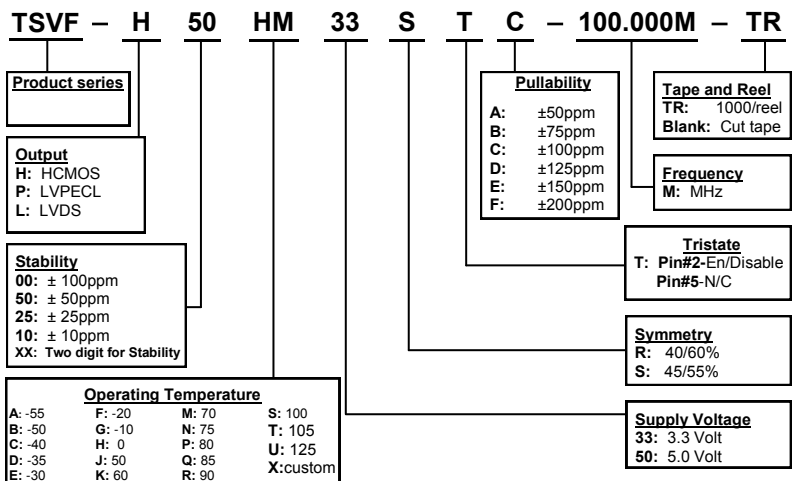 TSVF – H 50 HM 33 S T C – 100.000M – TR
Product series
Output
H: HCMOS
P: LVPECL
L: LVDS
Stability
00: ± 100ppm
50: ± 50ppm
25: ± 25ppm
10: ± 10ppm
XX: Two digit for Stability
Operating Temperature
A: -55 F: -20 M: 70 S: 100
B: -50 G: -10 N: 75 T: 105
C: -40 H: 0 P: 80 U: 125
D: -35 J: 50 Q: 85 X:custom
E: -30 K: 60 R: 90
Pullability
A: ±50ppm
B: ±75ppm
C: ±100ppm
D: ±125ppm
E: ±150ppm
F: ±200ppm
Tape and Reel
TR: 1000/reel
Blank: Cut tape
Frequency
M: MHz
Tristate
T: Pin#2-En/Disable
Pin#5-N/C
Symmetry
R: 40/60%
S: 45/55%
Supply Voltage
33: 3.3 Volt
50: 5.0 Volt